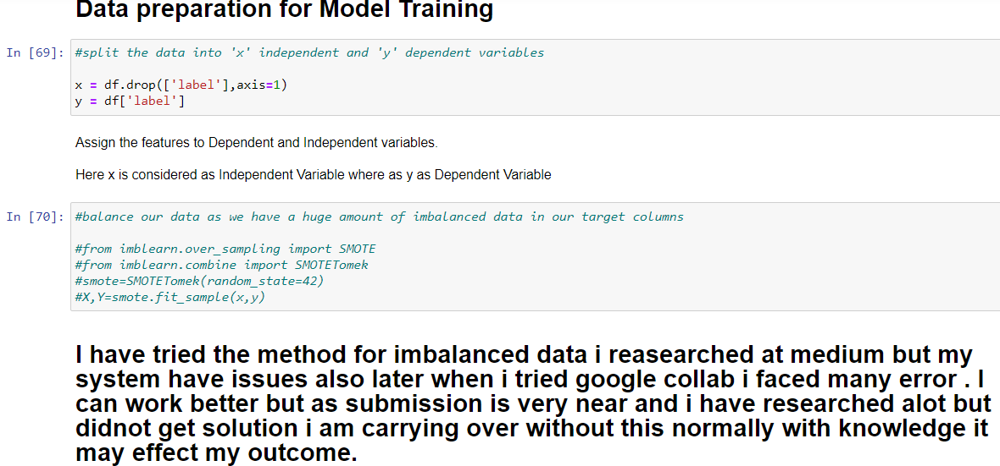 Data preparation for Model Training
In [69]: #split the data into 'x' independent and 'y' dependent variables
x = df.drop(['label'],axis=1)
y = df['label']
Assign the features to Dependent and Independent variables.
Here x is considered as Independent Variable where as y as Dependent Variable
In [70]: #balance our data as we have a huge amount of imbalanced data in our target columns
#from imblearn.over_sampling import SMOTE
#from imblearn.combine import SMOTETomek
#smote=SMOTETomek(random_state=42)
#X,Y=smote.fit_sample(x,y)
I have tried the method for imbalanced data i reasearched at medium but my
system have issues also later when i tried google collab i faced many error . I
can work better but as submission is very near and i have researched alot but
didnot get solution i am carrying over without this normally with knowledge it
may effect my outcome.